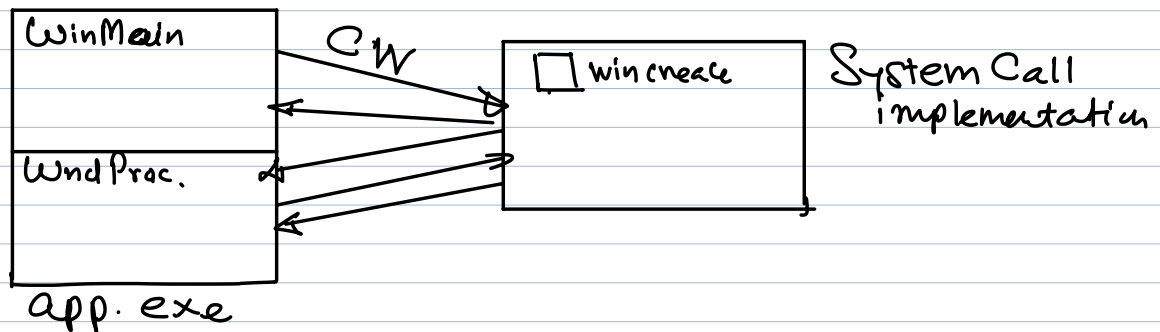 WinMain
CW
wincreate
System Call
implementation
WndProc.
app. exe